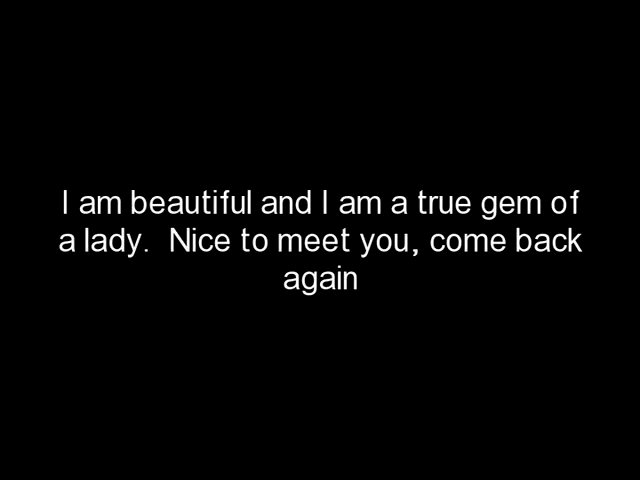 I am beautiful and I am a true gem of
a lady.  Nice to meet you, come back
again